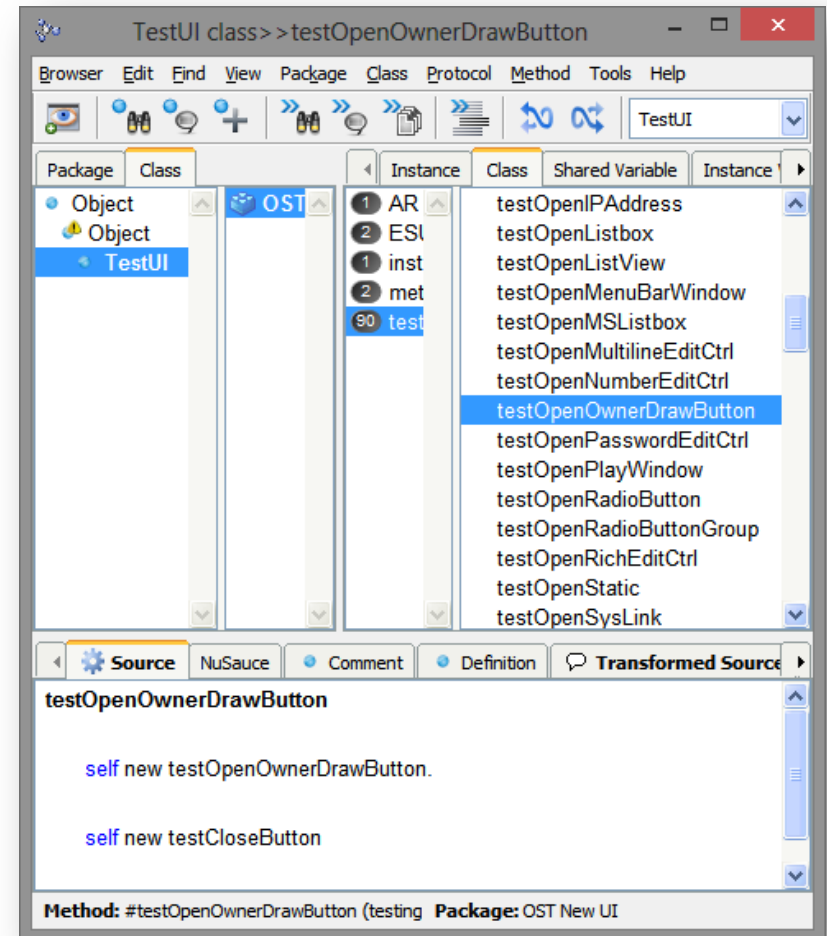 TestUI class>>testOpenOwnerDrawButton
Browser Edit Find View Package Class Protocol Method Tools Help
TestUI
Package Class
Instance Class Shared Variable Instance
Object
Object
TestUI
OST
1 AR
2 ESU
1 inst
2 met
90 test
testOpenIPAddress
testOpenListbox
testOpenListView
testOpenMenuBarWindow
testOpenMSListbox
testOpenMultilineEditCtrl
testOpenNumberEditCtrl
testOpenOwnerDrawButton
testOpenPasswordEditCtrl
testOpenPlayWindow
testOpenRadioButton
testOpenRadioButtonGroup
testOpenRichEditCtrl
testOpenStatic
testOpenSysLink
Source NuSauce Comment Definition Transformed Source
testOpenOwnerDrawButton
self new testOpenOwnerDrawButton.
self new testCloseButton
Method: #testOpenOwnerDrawButton (testing Package: OST New UI